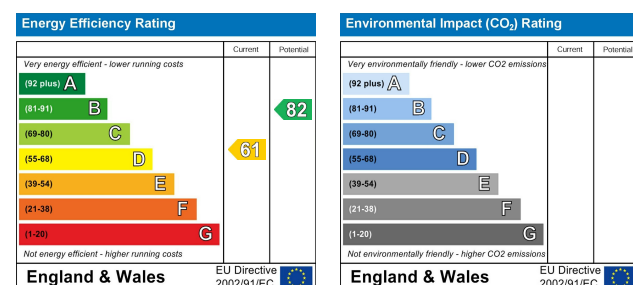 Energy Efficiency Rating
Current Potential
Very energy efficient - lower running costs
(92 plus) A
(81-91) B
82
(69-80) C
(55-68) D
61
(39-54) E
(21-38) F
(1-20) G
Not energy efficient - higher running costs
England & Wales
EU Directive
2002/91/EC
Environmental Impact (CO₂) Rating
Current Potential
Very environmentally friendly - lower CO2 emissions
(92 plus) A
(81-91) B
(69-80) C
(55-68) D
(39-54) E
(21-38) F
(1-20) G
Not environmentally friendly - higher CO2 emissions
England & Wales
EU Directive
2002/91/EC